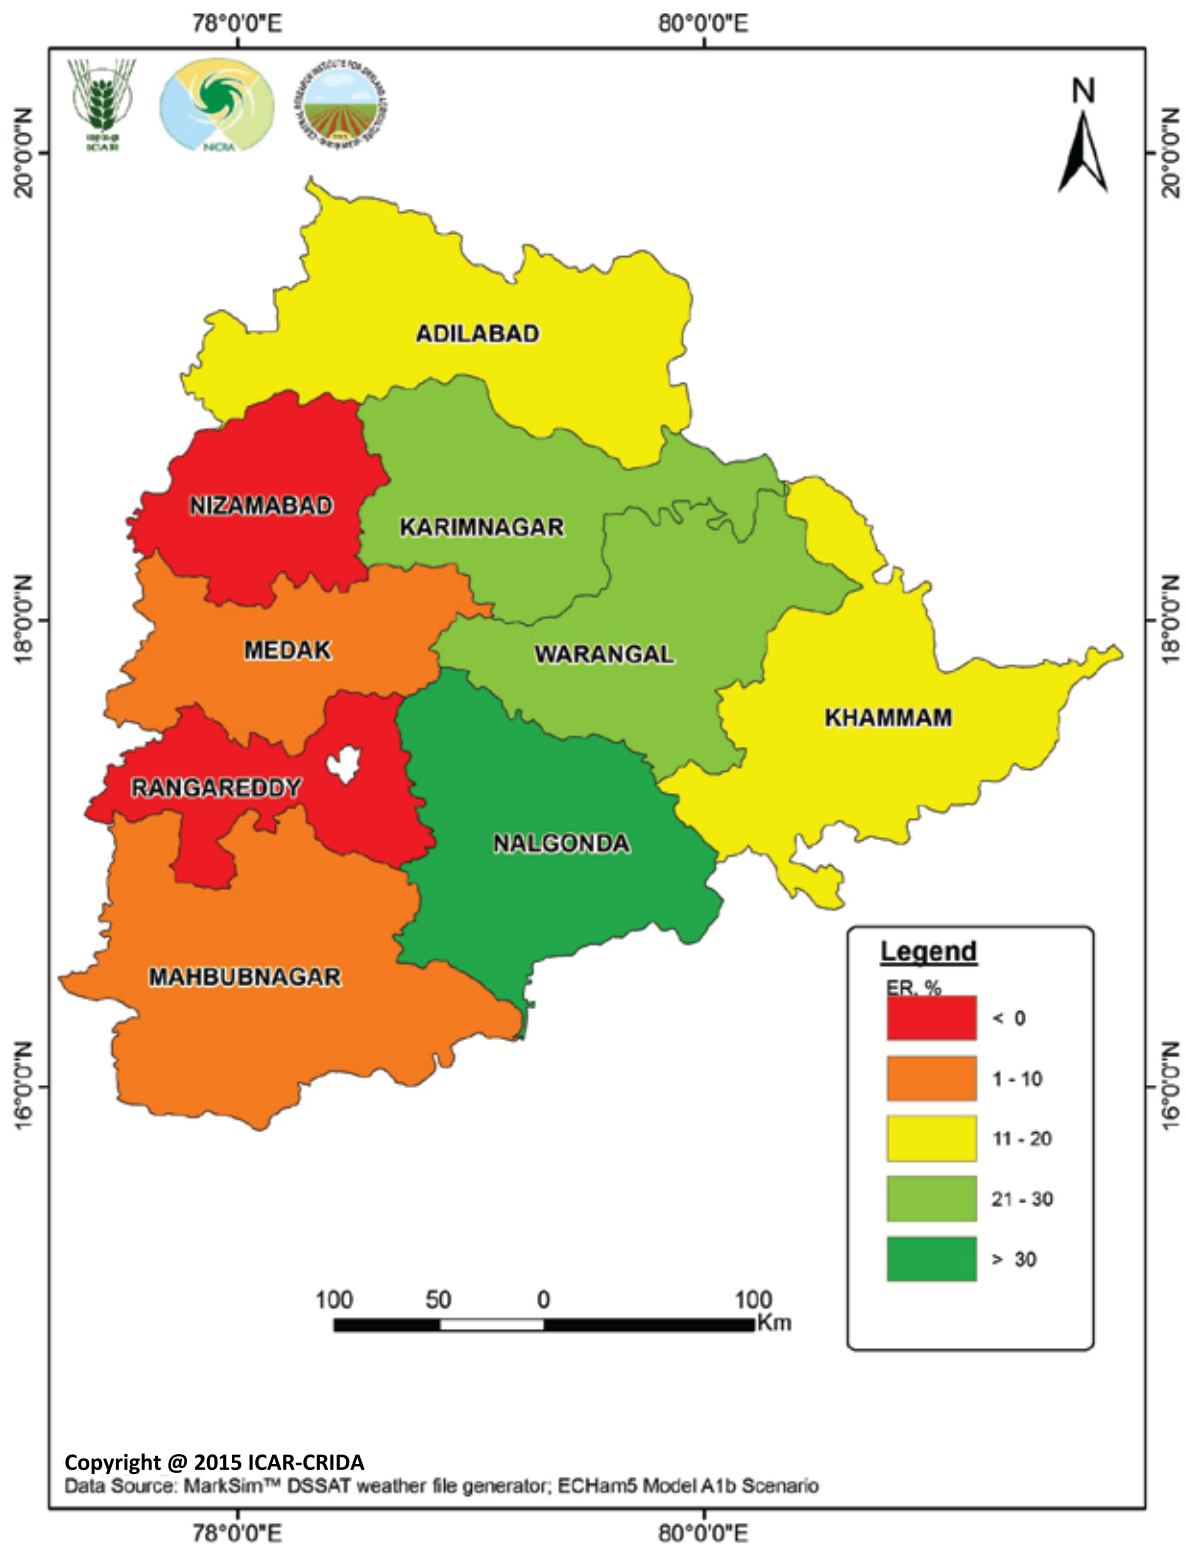 78°0'0"E 80°0'0"E
20°0'0"N 20°0'0"N
ICAR
NICRA
N
ADILABAD
NIZAMABAD
KARIMNAGAR
18°0'0"N 18°0'0"N
MEDAK
WARANGAL
KHAMMAM
RANGAREDDY
NALGONDA
MAHBUBNAGAR
16°0'0"N 16°0'0"N
Legend
ER, %
< 0
1 - 10
11 - 20
21 - 30
> 30
100 50 0 100
Km
Copyright @ 2015 ICAR-CRIDA
Data Source: MarkSim™ DSSAT weather file generator; ECHam5 Model A1b Scenario
78°0'0"E 80°0'0"E